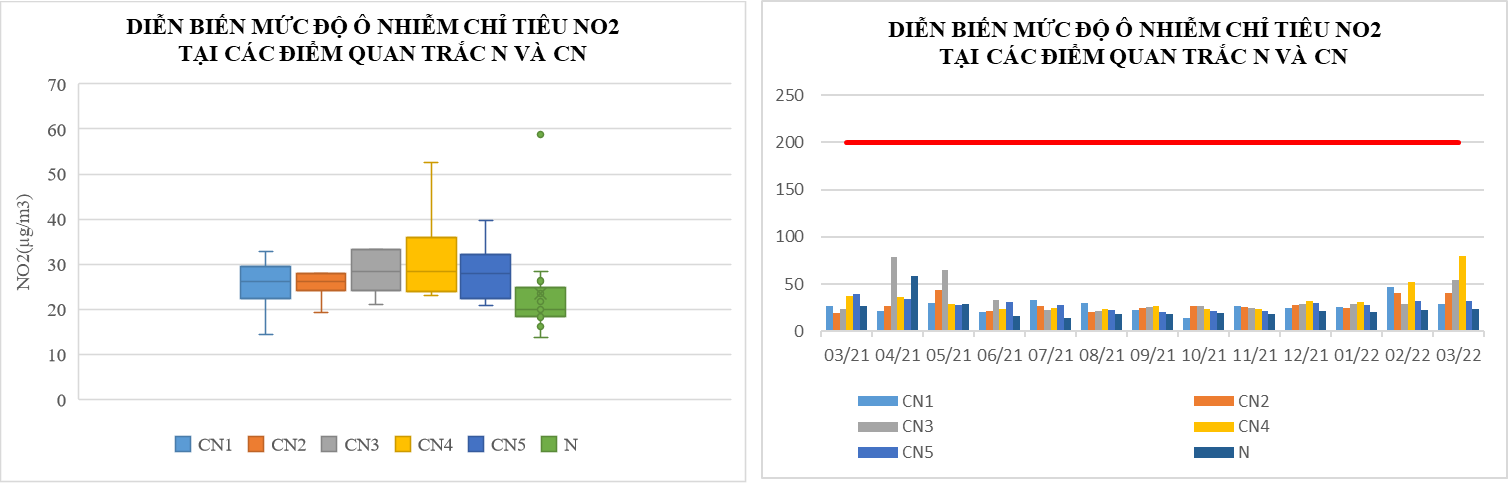 DIỄN BIẾN MỨC ĐỘ Ô NHIỄM CHỈ TIÊU NO2
TẠI CÁC ĐIỂM QUAN TRẮC N VÀ CN
70
60
50
40
30
20
10
0
NO2(µg/m3)
CN1 CN2 CN3 CN4 CN5 N
DIỄN BIẾN MỨC ĐỘ Ô NHIỄM CHỈ TIÊU NO2
TẠI CÁC ĐIỂM QUAN TRẮC N VÀ CN
250
200
150
100
50
0
03/21 04/21 05/21 06/21 07/21 08/21 09/21 10/21 11/21 12/21 01/22 02/22 03/22
CN1 CN2
CN3 CN4
CN5 N